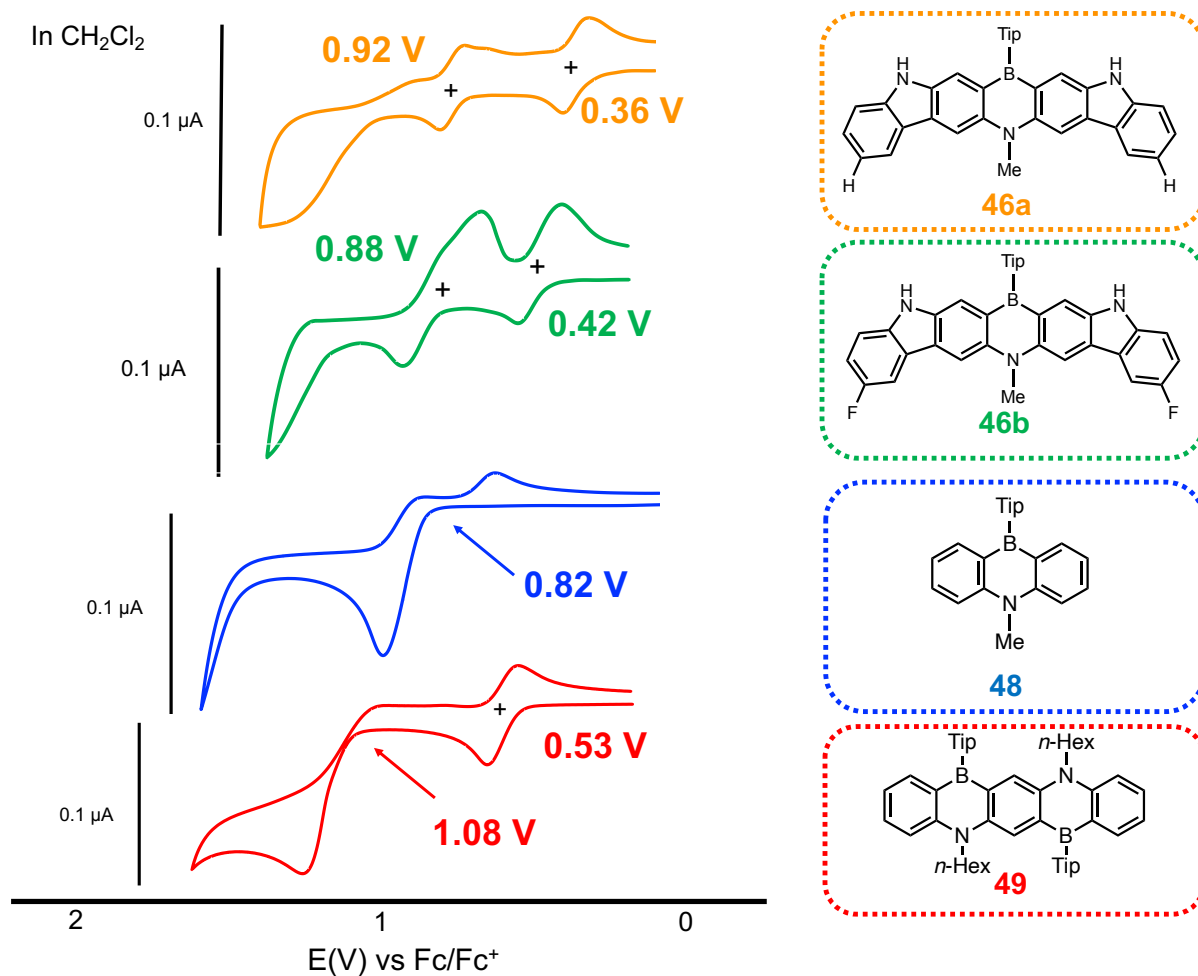 In CH₂Cl₂
0.92 V
+
+
0.1 µA
0.36 V
Tip
H
N
B
H
N
N
Me
H
H
46a
0.88 V
+
+
0.1 µA
0.42 V
Tip
H
N
B
H
N
N
Me
F
F
46b
0.1 µA
0.82 V
Tip
B
N
Me
48
+
0.1 µA
0.53 V
1.08 V
Tip
n-Hex
B
N
N
B
n-Hex
Tip
49
2
1
0
E(V) vs Fc/Fc⁺